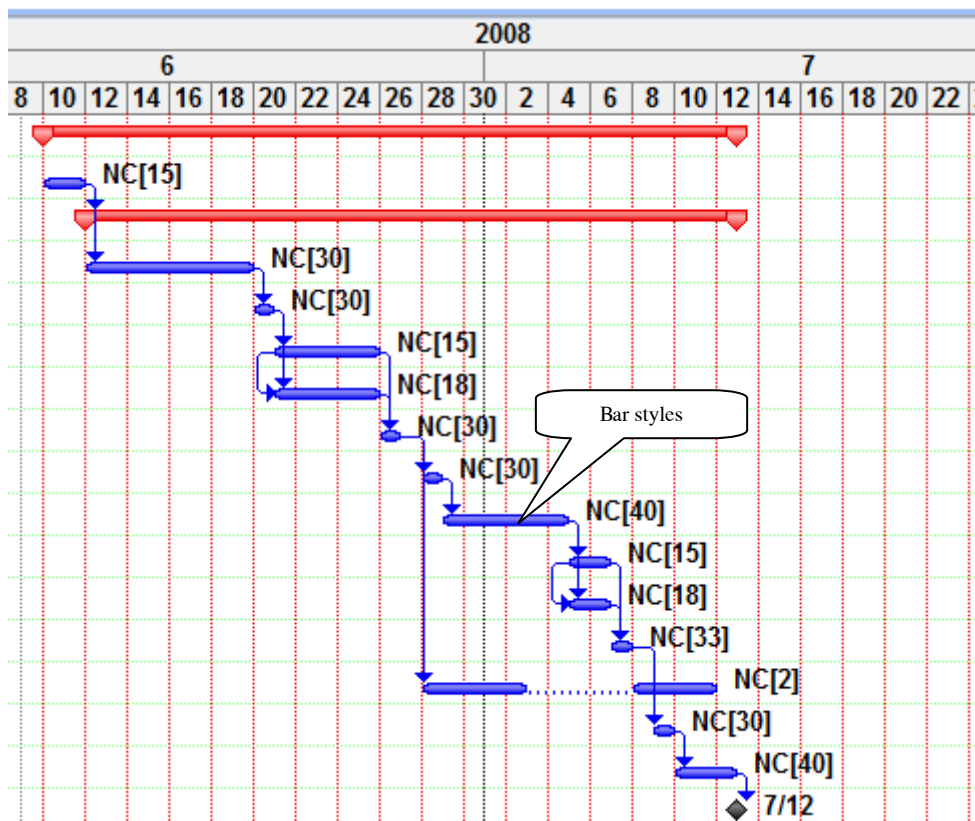 2008
6 7
8 10 12 14 16 18 20 22 24 26 28 30 2 4 6 8 10 12 14 16 18 20 22
NC[15]
NC[30]
NC[30]
NC[15]
NC[18]
Bar styles
NC[30]
NC[30]
NC[40]
NC[15]
NC[18]
NC[33]
NC[2]
NC[30]
NC[40]
7/12